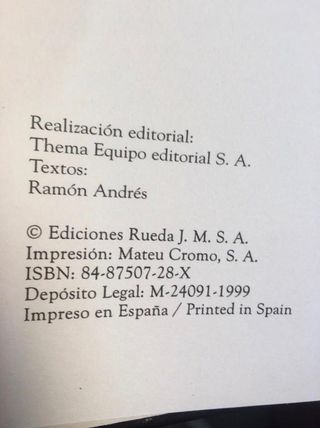 Realización editorial:
Thema Equipo editorial S. A.
Textos:
Ramón Andrés
© Ediciones Rueda J. M. S. A.
Impresión: Mateu Cromo, S. A.
ISBN: 84-87507-28-X
Depósito Legal: M-24091-1999
Impreso en España / Printed in Spain